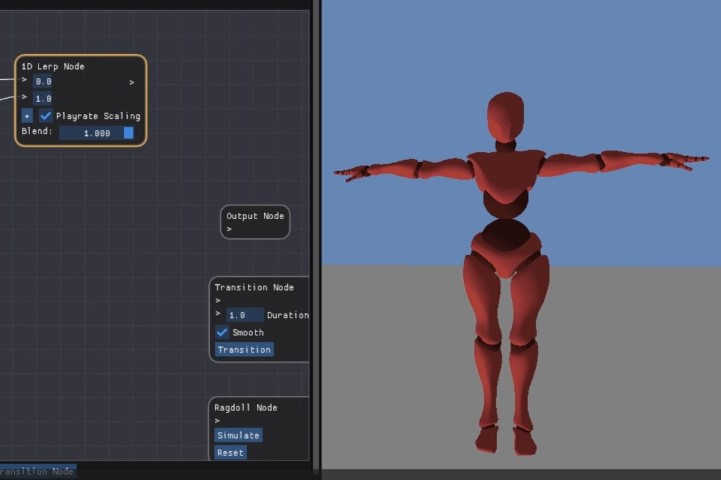 1D Lerp Node
> 0.0 >
> 1.0
+ Playrate Scaling
Blend: 1.000
Output Node
>
Transition Node
>
> 1.0 Duration
Smooth
Transition
Ragdoll Node
>
Simulate
Reset
ransition Node